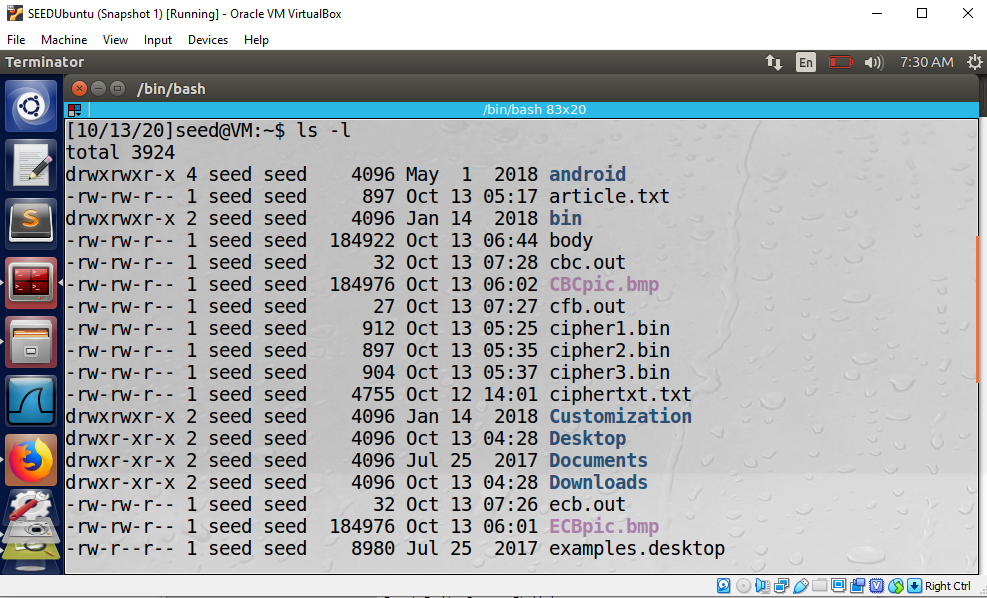 SEEDUbuntu (Snapshot 1) [Running] - Oracle VM VirtualBox
File Machine View Input Devices Help
Terminator En 7:30 AM
/bin/bash
/bin/bash 83x20
[10/13/20]seed@VM:~$ ls -l
total 3924
drwxrwxr-x 4 seed seed   4096 May  1  2018 android
-rw-rw-r-- 1 seed seed    897 Oct 13 05:17 article.txt
drwxrwxr-x 2 seed seed   4096 Jan 14  2018 bin
-rw-rw-r-- 1 seed seed 184922 Oct 13 06:44 body
-rw-rw-r-- 1 seed seed     32 Oct 13 07:28 cbc.out
-rw-rw-r-- 1 seed seed 184976 Oct 13 06:02 CBCpic.bmp
-rw-rw-r-- 1 seed seed     27 Oct 13 07:27 cfb.out
-rw-rw-r-- 1 seed seed    912 Oct 13 05:25 cipher1.bin
-rw-rw-r-- 1 seed seed    897 Oct 13 05:35 cipher2.bin
-rw-rw-r-- 1 seed seed    904 Oct 13 05:37 cipher3.bin
-rw-rw-r-- 1 seed seed   4755 Oct 12 14:01 ciphertxt.txt
drwxrwxr-x 2 seed seed   4096 Jan 14  2018 Customization
drwxr-xr-x 2 seed seed   4096 Oct 13 04:28 Desktop
drwxr-xr-x 2 seed seed   4096 Jul 25  2017 Documents
drwxr-xr-x 2 seed seed   4096 Oct 13 04:28 Downloads
-rw-rw-r-- 1 seed seed     32 Oct 13 07:26 ecb.out
-rw-rw-r-- 1 seed seed 184976 Oct 13 06:01 ECBpic.bmp
-rw-r--r-- 1 seed seed   8980 Jul 25  2017 examples.desktop
Right Ctrl